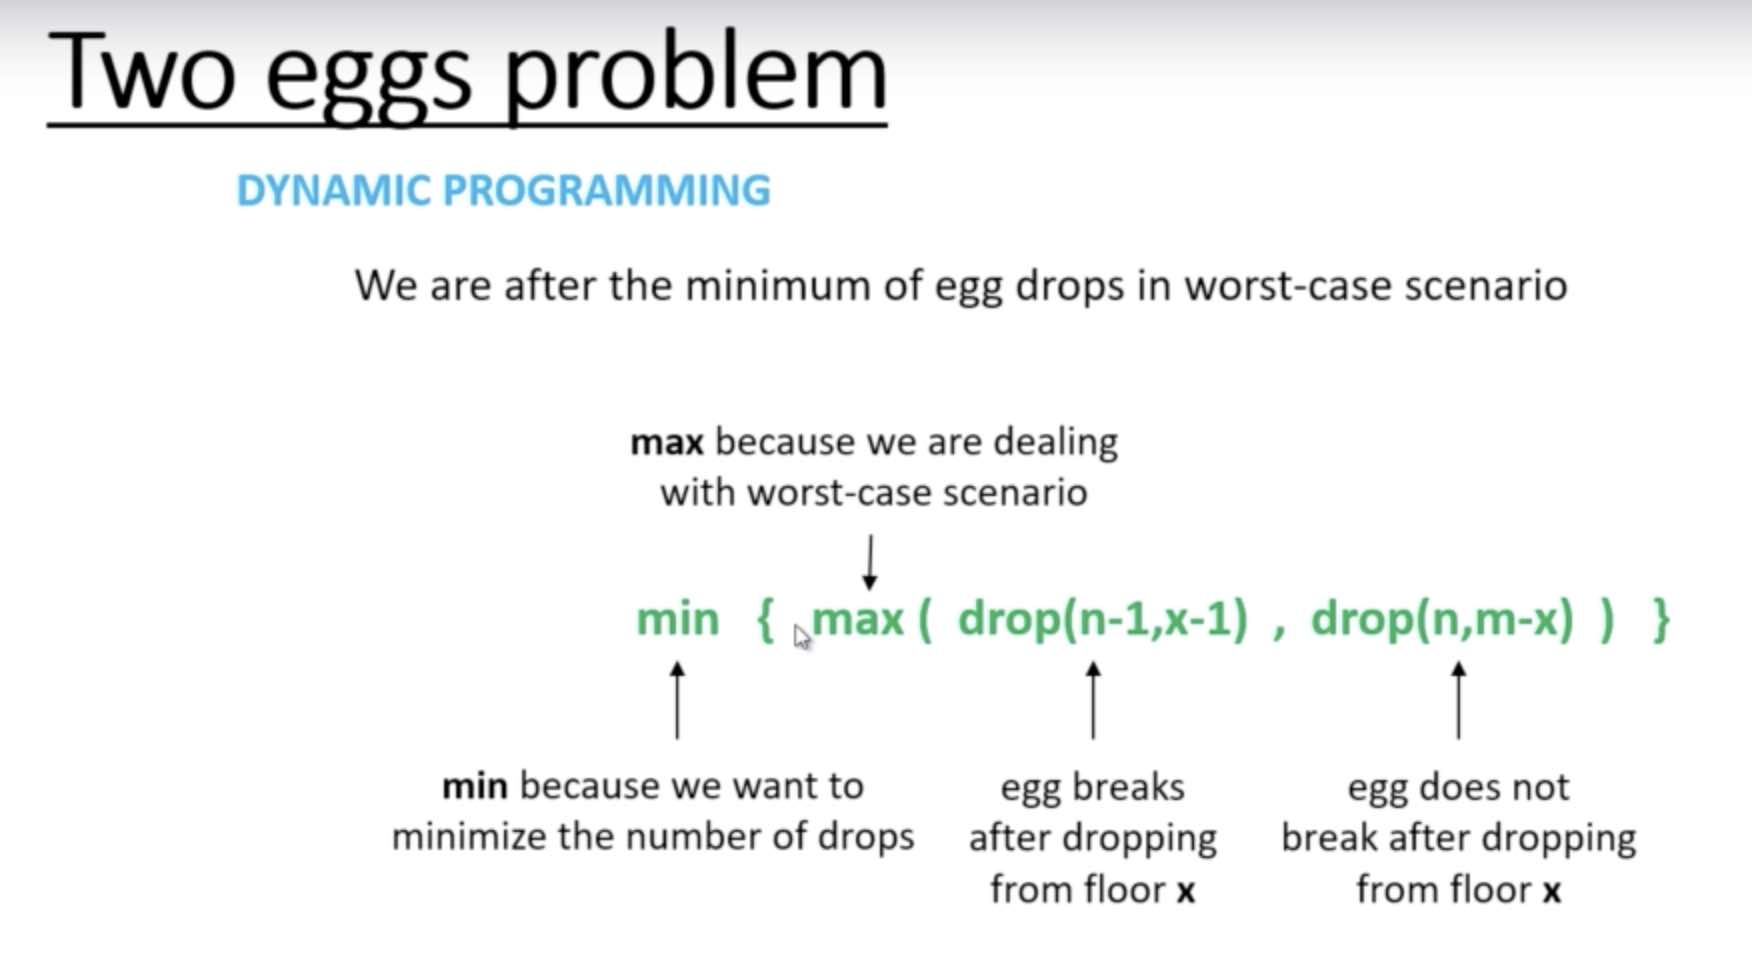 Two eggs problem
DYNAMIC PROGRAMMING
We are after the minimum of egg drops in worst-case scenario
max because we are dealing
with worst-case scenario
min { max ( drop(n-1,x-1) , drop(n,m-x) ) }
min because we want to
minimize the number of drops
egg breaks
after dropping
from floor x
egg does not
break after dropping
from floor x